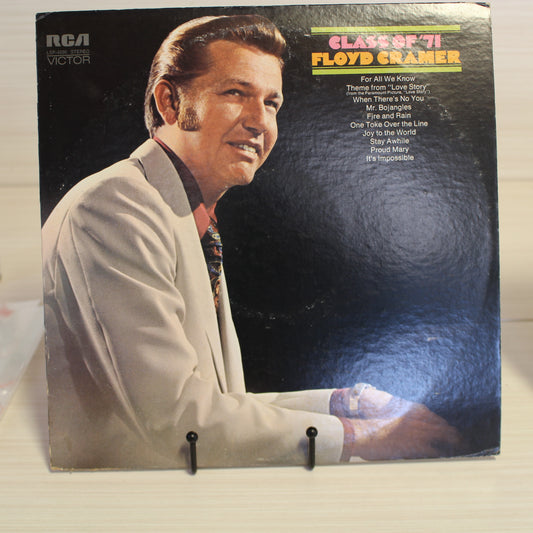 RCA
LSP-4590 STEREO
VICTOR
CLASS OF '71
FLOYD CRAMER
For All We Know
Theme from "Love Story"
(from the Paramount Picture, "Love Story")
When There's No You
Mr. Bojangles
Fire and Rain
One Toke Over the Line
Joy to the World
Stay Awhile
Proud Mary
It's Impossible